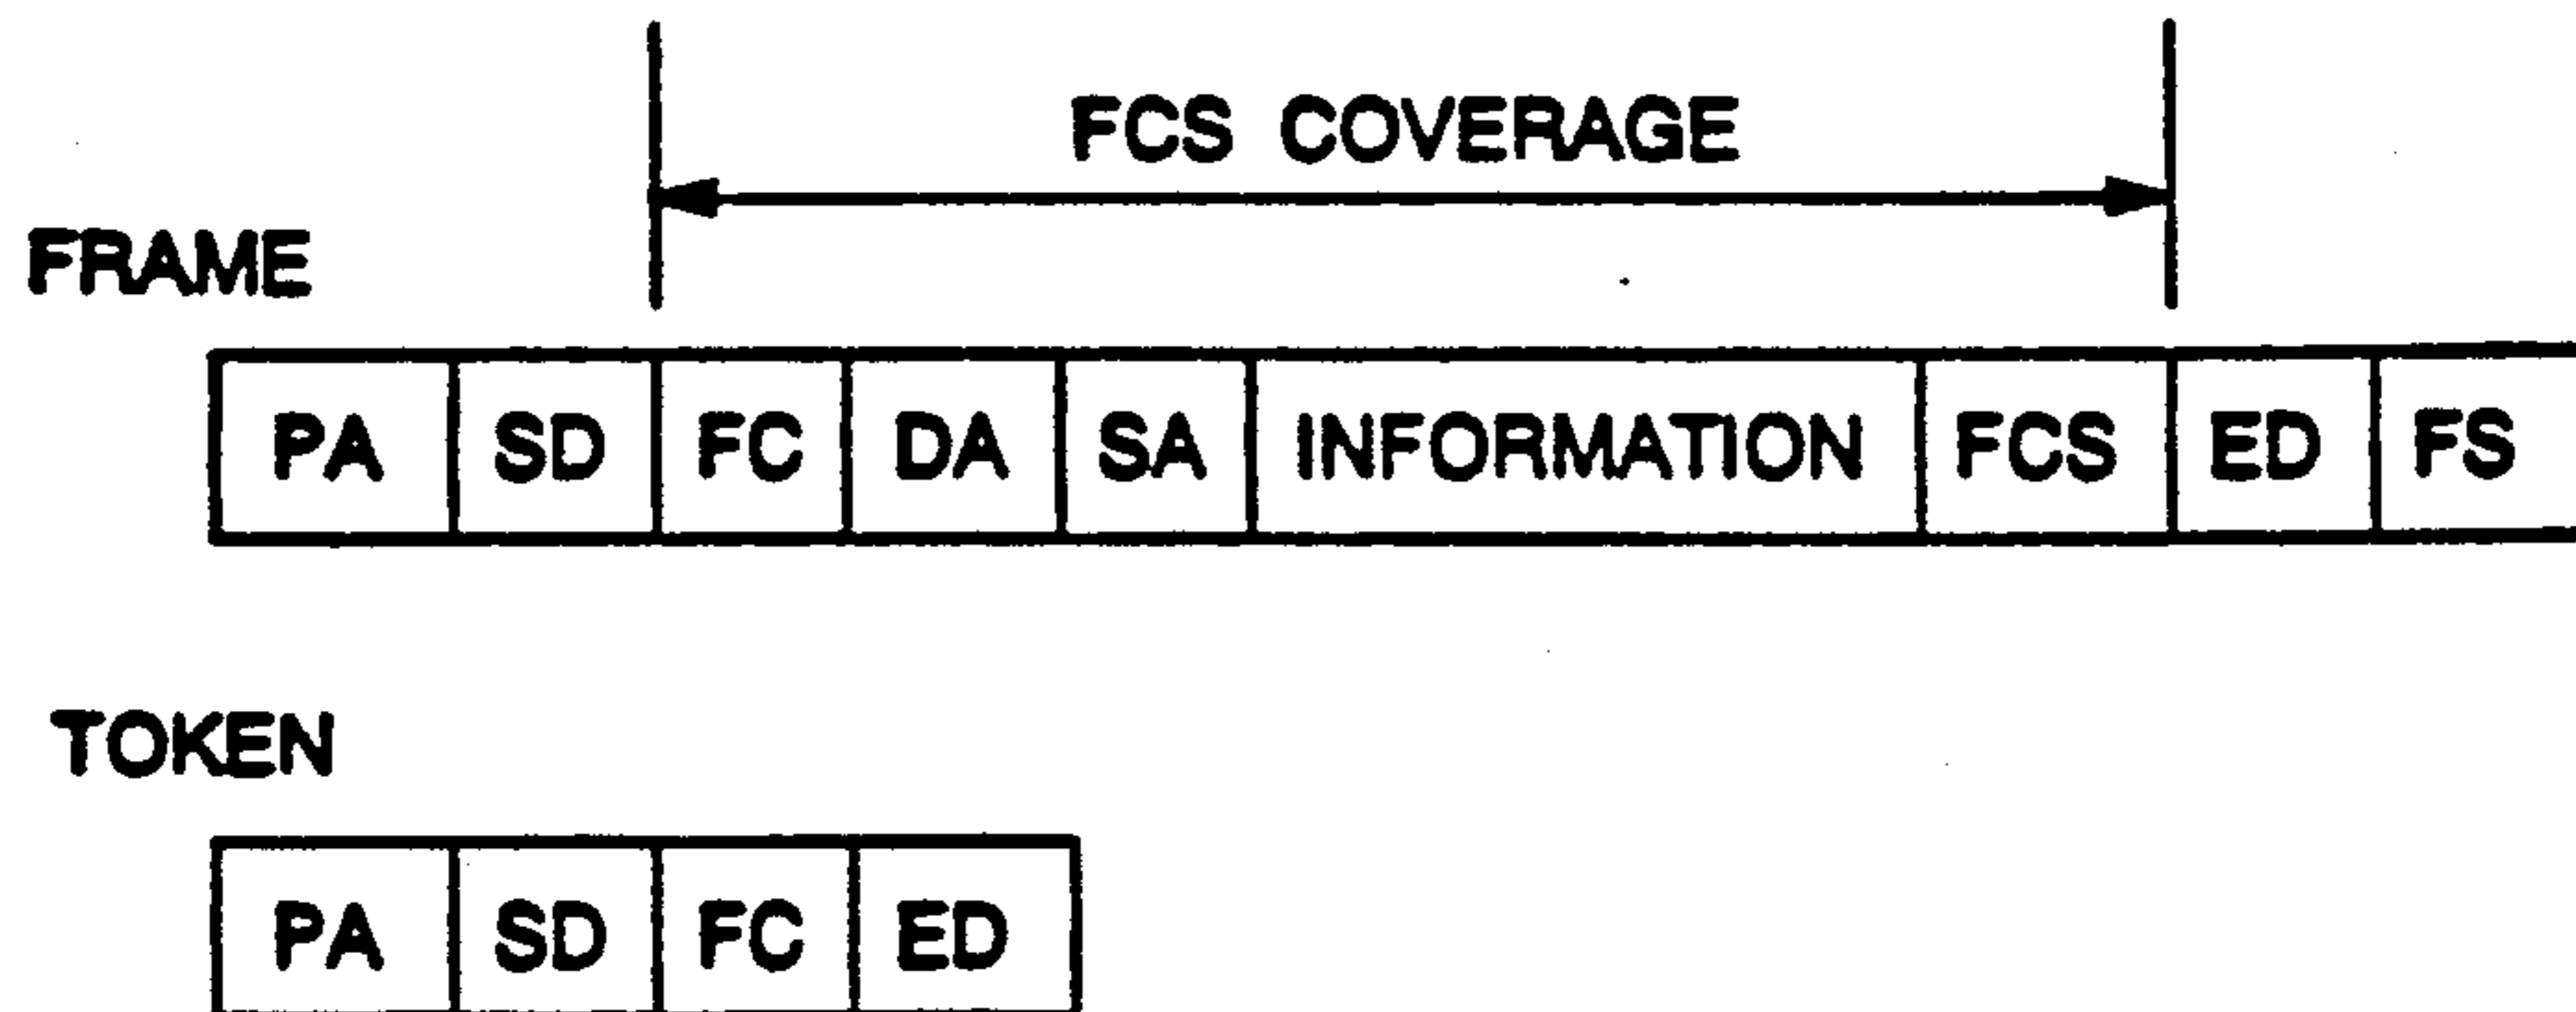 FCS COVERAGE
FRAME
PA SD FC DA SA INFORMATION FCS ED FS
TOKEN
PA SD FC ED